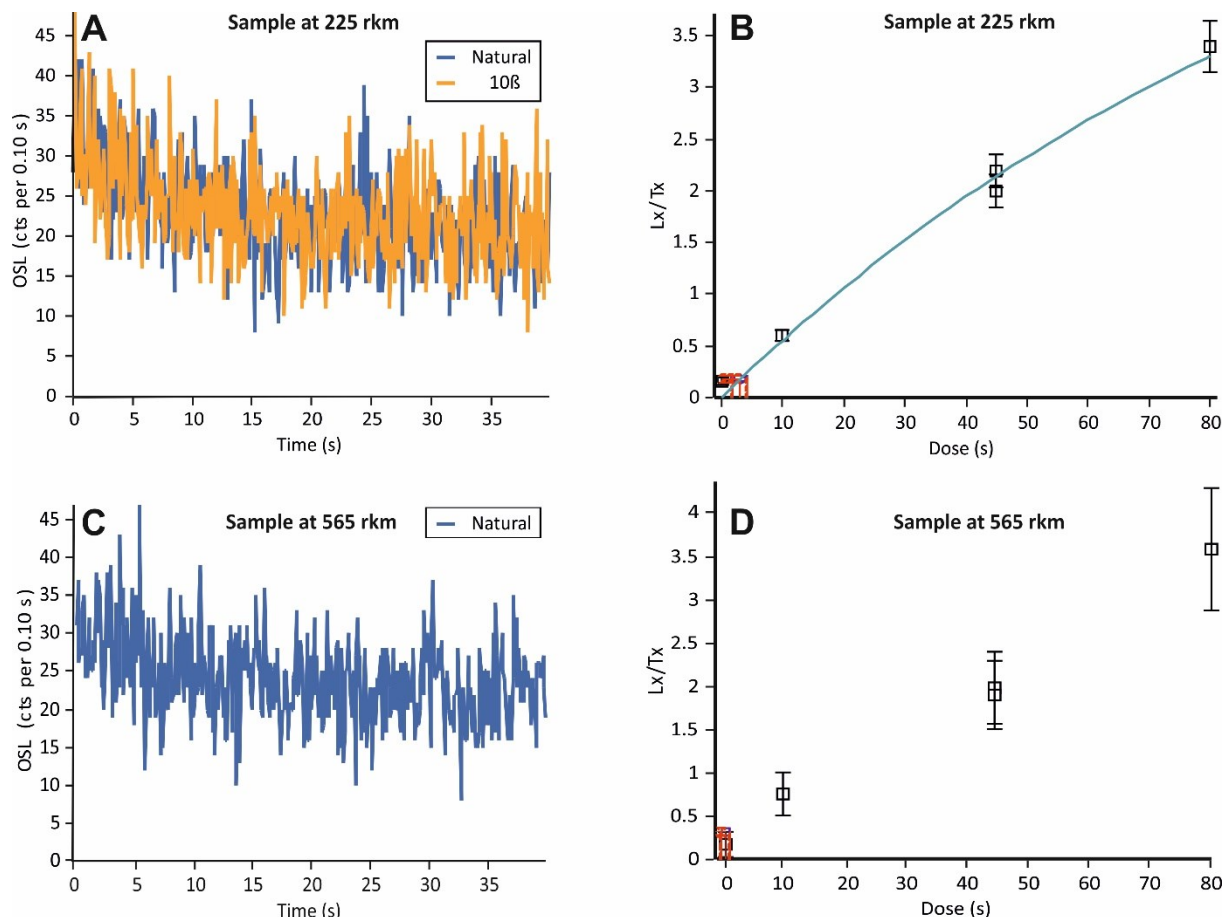 A
Sample at 225 rkm
Natural
10ß
OSL (cts per 0.10 s)
45
40
35
30
25
20
15
10
5
0
0 5 10 15 20 25 30 35
Time (s)
B
Sample at 225 rkm
Lx/Tx
3.5
3
2.5
2
1.5
1
0.5
0
0 10 20 30 40 50 60 70 80
Dose (s)
C
Sample at 565 rkm
Natural
OSL (cts per 0.10 s)
45
40
35
30
25
20
15
10
5
0
0 5 10 15 20 25 30 35
Time (s)
D
Sample at 565 rkm
Lx/Tx
4
3.5
3
2.5
2
1.5
1
0.5
0
0 10 20 30 40 50 60 70 80
Dose (s)